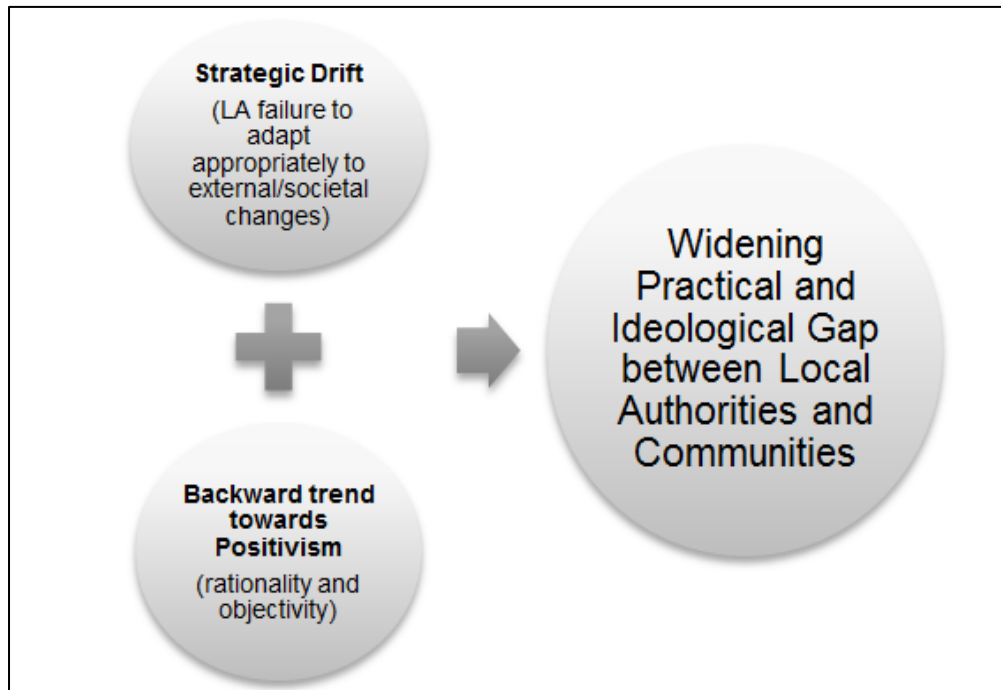 Strategic Drift
(LA failure to
adapt
appropriately to
external/societal
changes)
Backward trend
towards
Positivism
(rationality and
objectivity)
Widening
Practical and
Ideological Gap
between Local
Authorities and
Communities